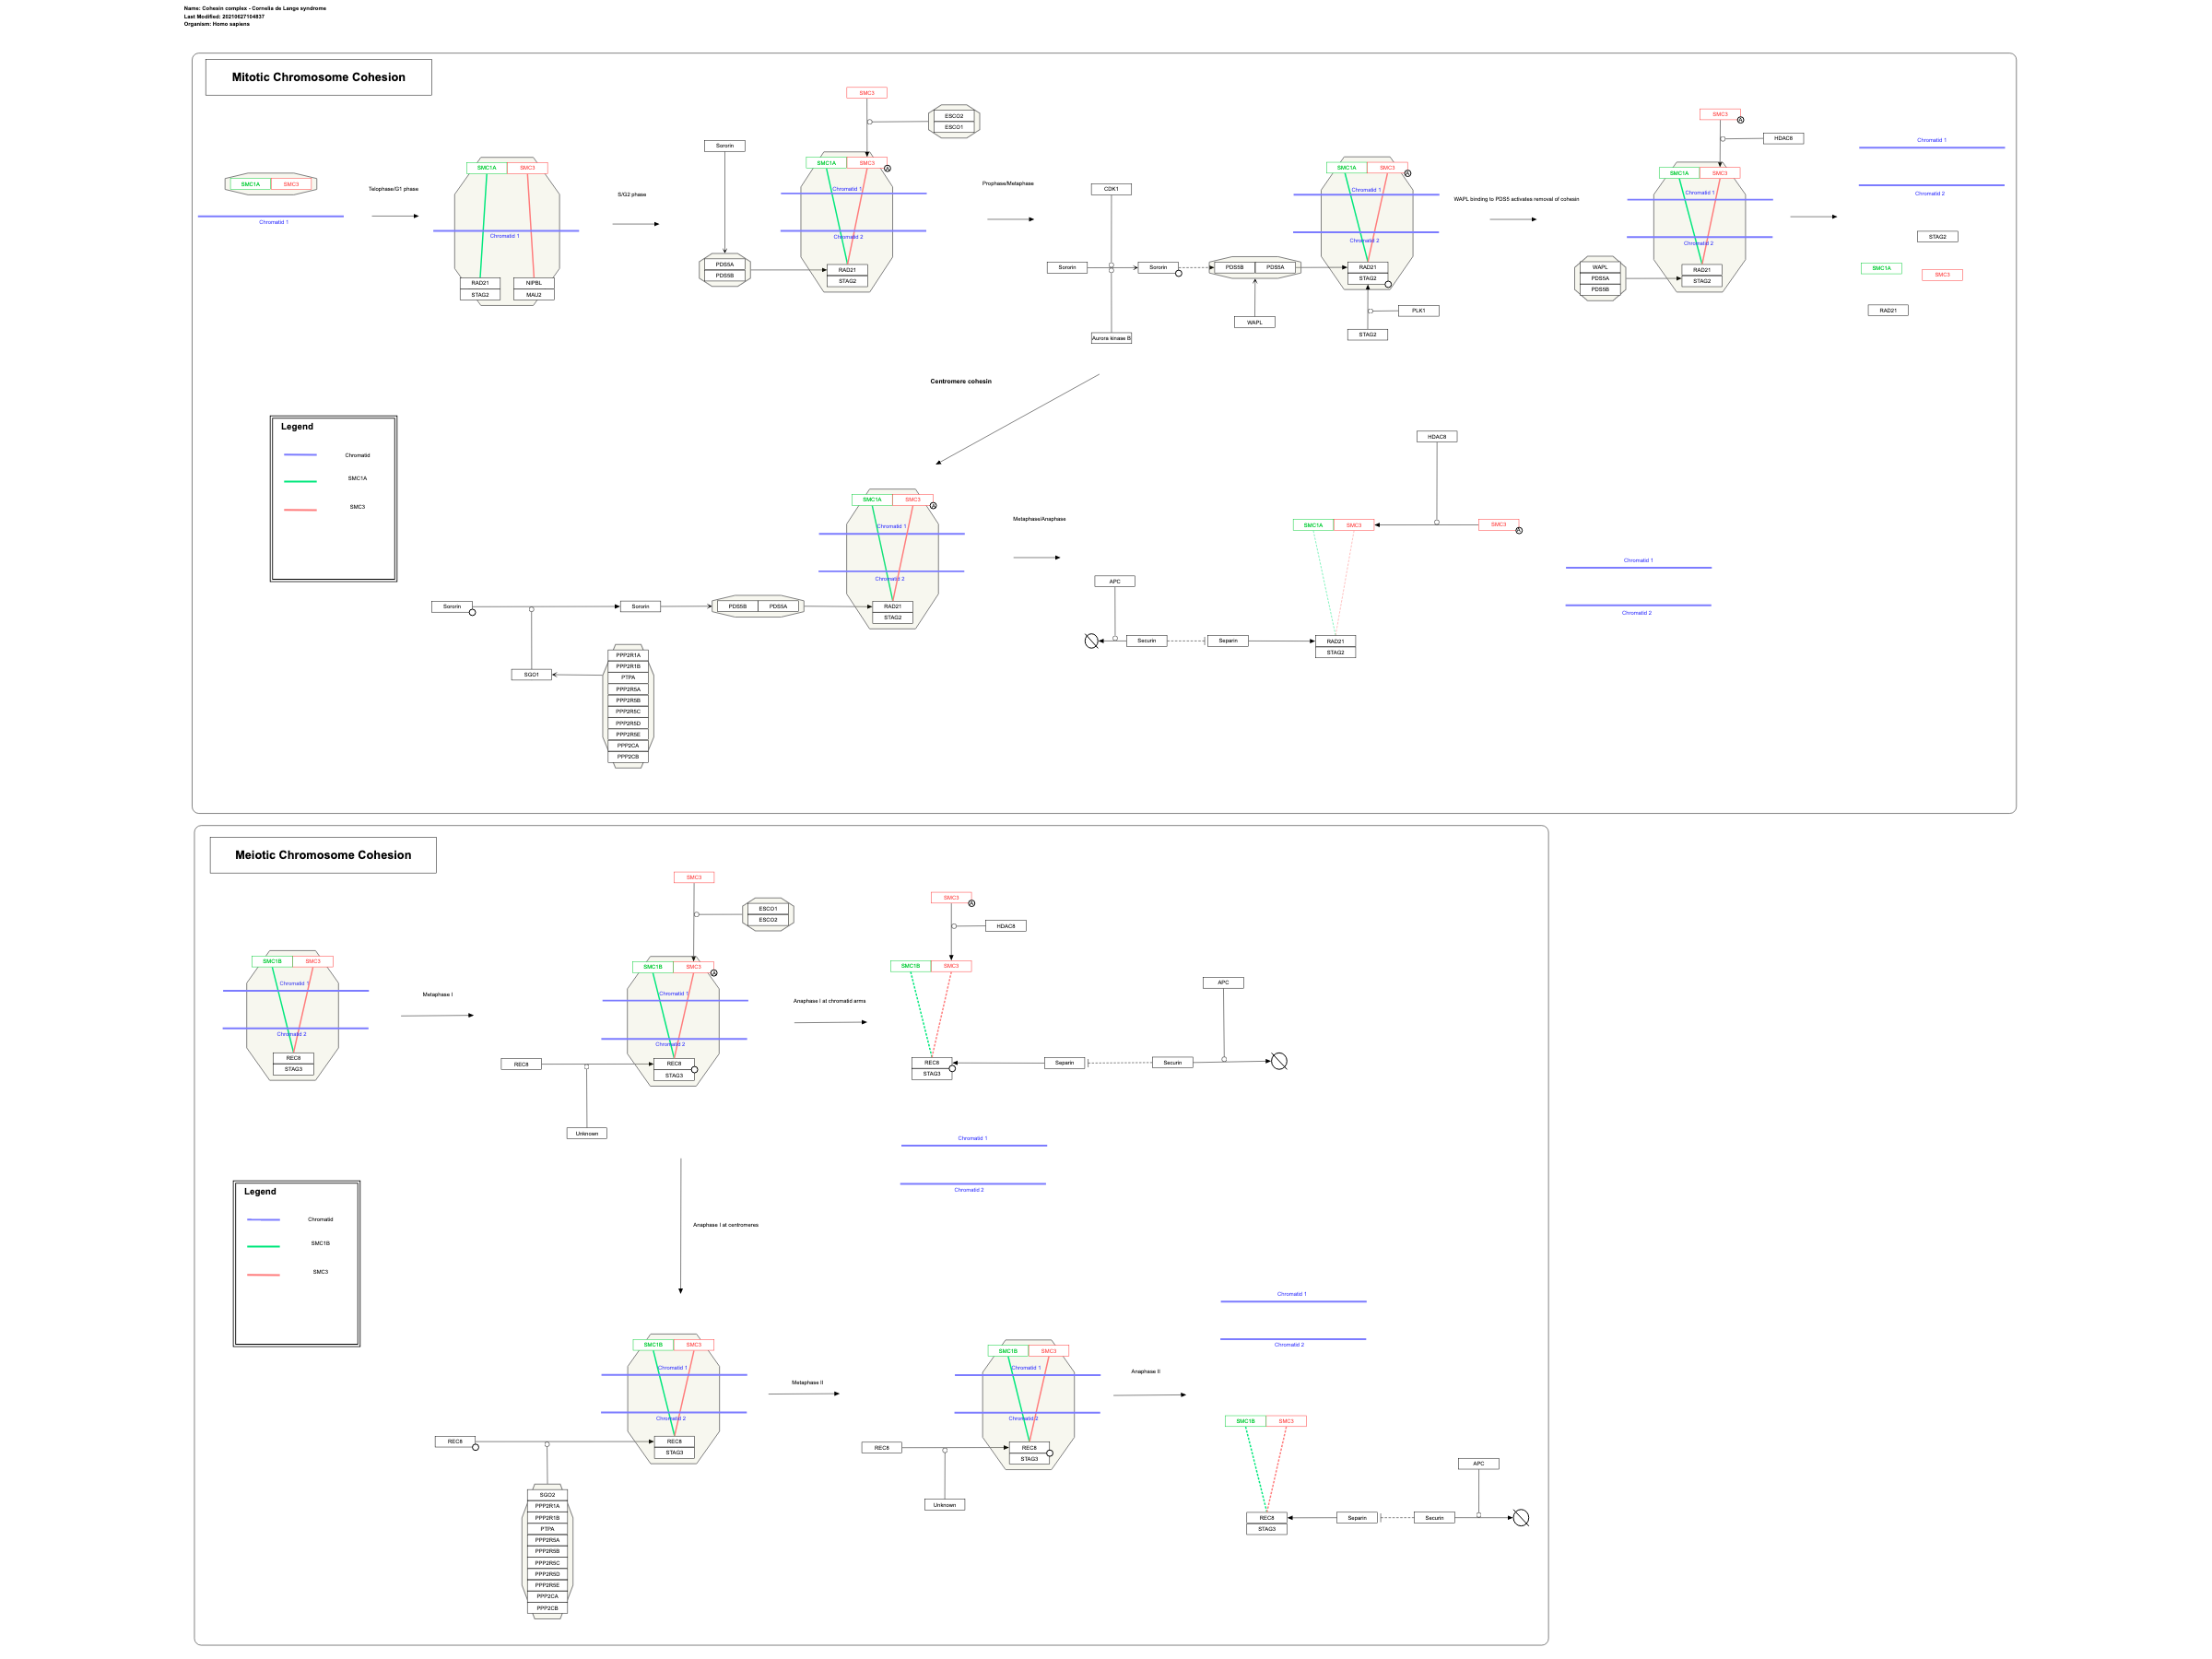 Name: Cohesin complex - Cornelia de Lange syndrome
Last Modified: 20210627104837
Organism: Homo sapiens
Mitotic Chromosome Cohesion
SMC1A
SMC3
Chromatid 1
Telophase/G1 phase
SMC1A
SMC3
Chromatid 1
RAD21
STAG2
NIPBL
MAU2
S/G2 phase
Sororin
PDS5A
PDS5B
SMC3
ESCO2
ESCO1
SMC1A
SMC3
A
Chromatid 1
Chromatid 2
RAD21
STAG2
Prophase/Metaphase
CDK1
Sororin
Sororin
Aurora kinase B
PDS5B
PDS5A
WAPL
SMC1A
SMC3
A
Chromatid 1
Chromatid 2
RAD21
STAG2
PLK1
STAG2
WAPL binding to PDS5 activates removal of cohesin
SMC3
A
HDAC8
SMC1A
SMC3
Chromatid 1
Chromatid 2
RAD21
STAG2
WAPL
PDS5A
PDS5B
Chromatid 1
Chromatid 2
STAG2
SMC1A
SMC3
RAD21
Centromere cohesin
Legend
Chromatid
SMC1A
SMC3
SMC1A
SMC3
A
Chromatid 1
Chromatid 2
RAD21
STAG2
Sororin
Sororin
PDS5B
PDS5A
SGO1
PPP2R1A
PPP2R1B
PTPA
PPP2R5A
PPP2R5B
PPP2R5C
PPP2R5D
PPP2R5E
PPP2CA
PPP2CB
Metaphase/Anaphase
HDAC8
SMC1A
SMC3
SMC3
A
APC
Securin
Separin
RAD21
STAG2
Chromatid 1
Chromatid 2
Meiotic Chromosome Cohesion
SMC1B
SMC3
Chromatid 1
Chromatid 2
REC8
STAG3
Metaphase I
SMC3
ESCO1
ESCO2
SMC1B
SMC3
A
Chromatid 1
Chromatid 2
REC8
REC8
STAG3
Unknown
Anaphase I at chromatid arms
SMC3
A
HDAC8
SMC1B
SMC3
REC8
STAG3
Separin
Securin
APC
Chromatid 1
Chromatid 2
Legend
Chromatid
SMC1B
SMC3
Anaphase I at centromeres
SMC1B
SMC3
Chromatid 1
Chromatid 2
REC8
REC8
STAG3
SGO2
PPP2R1A
PPP2R1B
PTPA
PPP2R5A
PPP2R5B
PPP2R5C
PPP2R5D
PPP2R5E
PPP2CA
PPP2CB
Metaphase II
SMC1B
SMC3
Chromatid 1
Chromatid 2
REC8
REC8
STAG3
Unknown
Anaphase II
Chromatid 1
Chromatid 2
SMC1B
SMC3
REC8
STAG3
Separin
Securin
APC